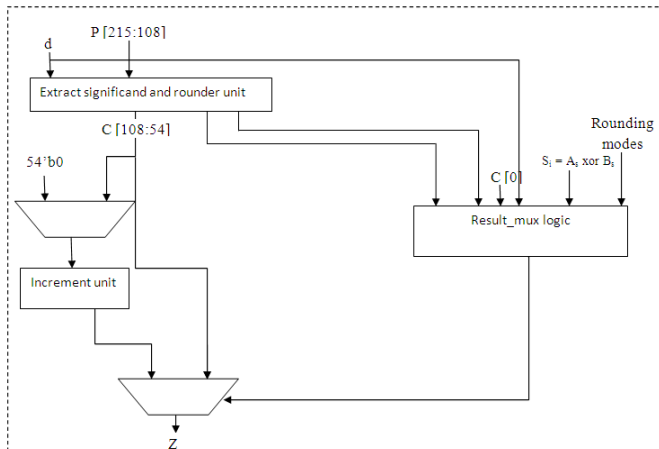 P [215:108]
d
Extract significand and rounder unit
C [108:54]
Rounding
modes
54'b0
S₁ = Aₛ xor Bₛ
C [0]
Result_mux logic
Increment unit
Z